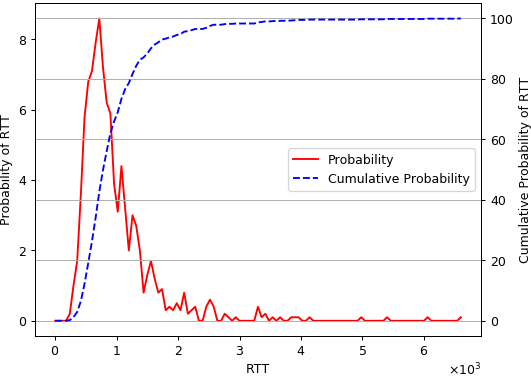 Probability of RTT
8
6
4
2
0
100
80
60
40
20
0
Cumulative Probability of RTT
Probability
Cumulative Probability
0 1 2 3 4 5 6
×10³
RTT